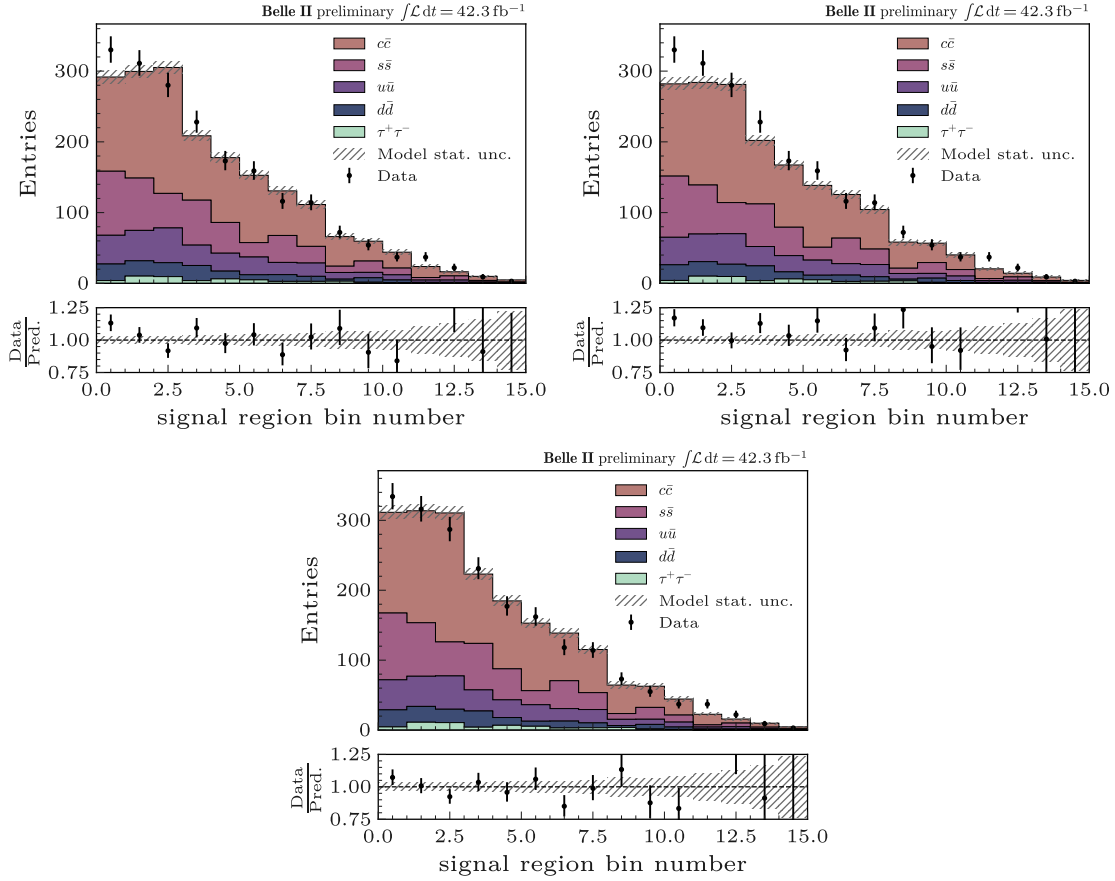 Belle II preliminary ∫ℒ dt = 42.3 fb⁻¹
Entries
300
200
100
0
cc̄
ss̄
uū
dd̄
τ⁺τ⁻
Model stat. unc.
Data
Data
Pred.
1.25
1.00
0.75
0.0 2.5 5.0 7.5 10.0 12.5 15.0
signal region bin number
Belle II preliminary ∫ℒ dt = 42.3 fb⁻¹
Entries
300
200
100
0
cc̄
ss̄
uū
dd̄
τ⁺τ⁻
Model stat. unc.
Data
Data
Pred.
1.25
1.00
0.75
0.0 2.5 5.0 7.5 10.0 12.5 15.0
signal region bin number
Belle II preliminary ∫ℒ dt = 42.3 fb⁻¹
Entries
300
200
100
0
cc̄
ss̄
uū
dd̄
τ⁺τ⁻
Model stat. unc.
Data
Data
Pred.
1.25
1.00
0.75
0.0 2.5 5.0 7.5 10.0 12.5 15.0
signal region bin number